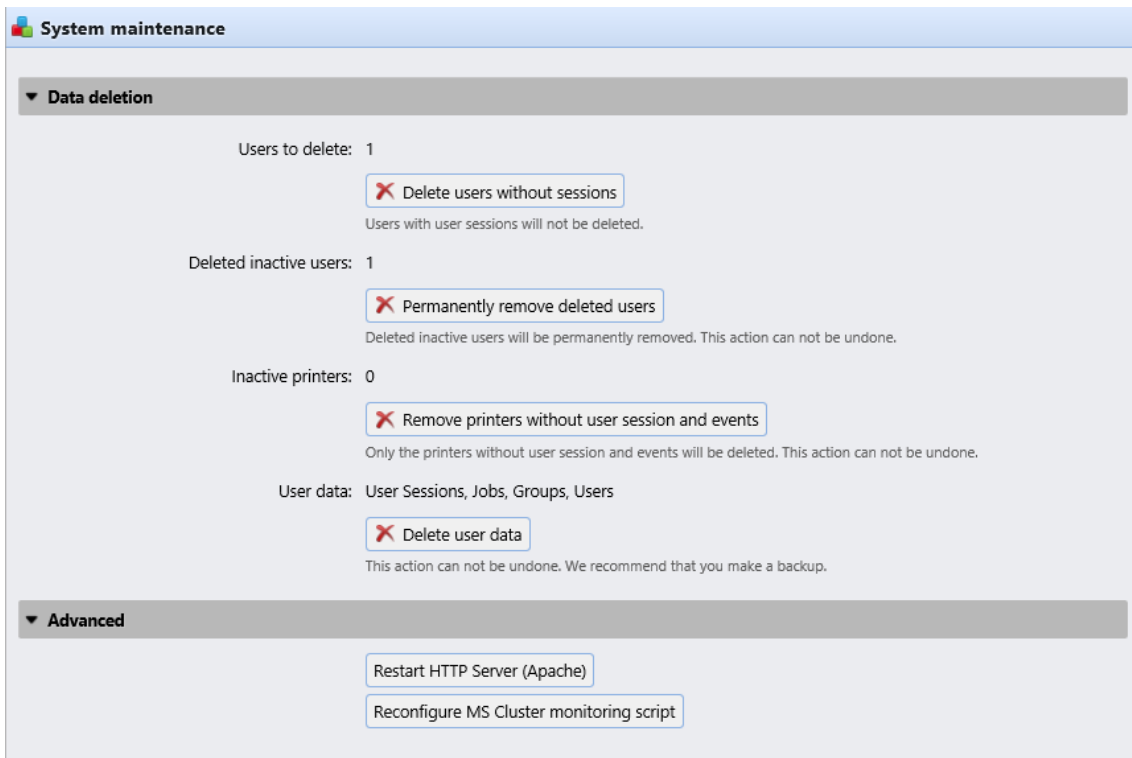 System maintenance
Data deletion
Users to delete: 1
Delete users without sessions
Users with user sessions will not be deleted.
Deleted inactive users: 1
Permanently remove deleted users
Deleted inactive users will be permanently removed. This action can not be undone.
Inactive printers: 0
Remove printers without user session and events
Only the printers without user session and events will be deleted. This action can not be undone.
User data: User Sessions, Jobs, Groups, Users
Delete user data
This action can not be undone. We recommend that you make a backup.
Advanced
Restart HTTP Server (Apache)
Reconfigure MS Cluster monitoring script